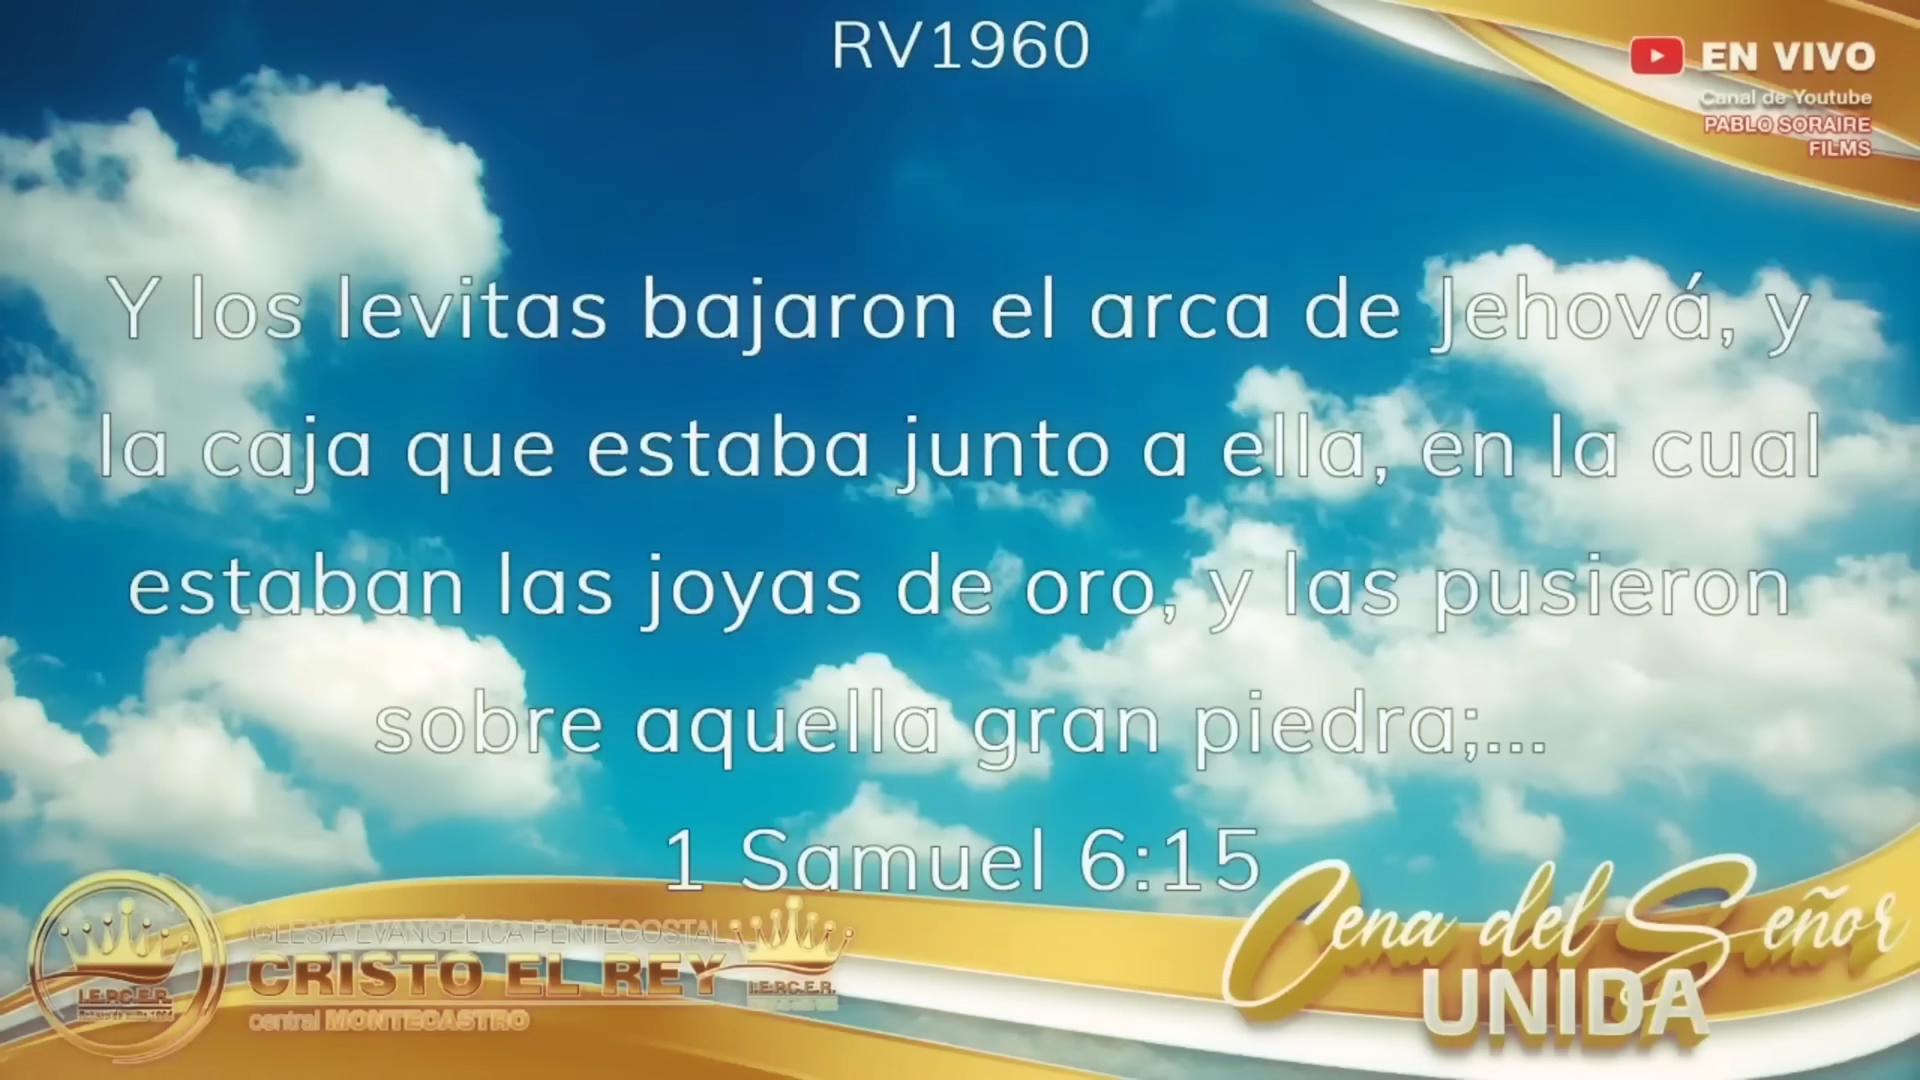 RV1960
EN VIVO
Canal de Youtube
PABLO SORAIRE
FILMS
Y los levitas bajaron el arca de Jehová, y
la caja que estaba junto a ella, en la cual
estaban las joyas de oro, y las pusieron
sobre aquella gran piedra;...
1 Samuel 6:15
IGLESIA EVANGÉLICA PENTECOSTAL
CRISTO EL REY
central MONTECASTRO
I.E.P.C.E.R.
I.E.P.C.E.R.
Cena del Señor
UNIDA